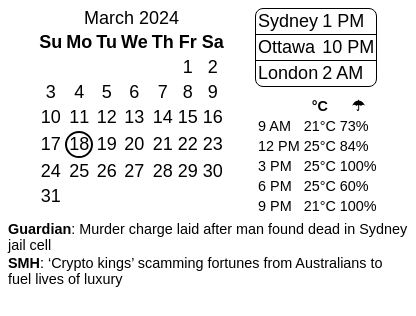 March 2024
Su Mo Tu We Th Fr Sa
1 2
3 4 5 6 7 8 9
10 11 12 13 14 15 16
17 18 19 20 21 22 23
24 25 26 27 28 29 30
31
Sydney 1 PM
Ottawa 10 PM
London 2 AM
°C ☂
9 AM 21°C 73%
12 PM 25°C 84%
3 PM 25°C 100%
6 PM 25°C 60%
9 PM 21°C 100%
Guardian: Murder charge laid after man found dead in Sydney
jail cell
SMH: ‘Crypto kings’ scamming fortunes from Australians to
fuel lives of luxury